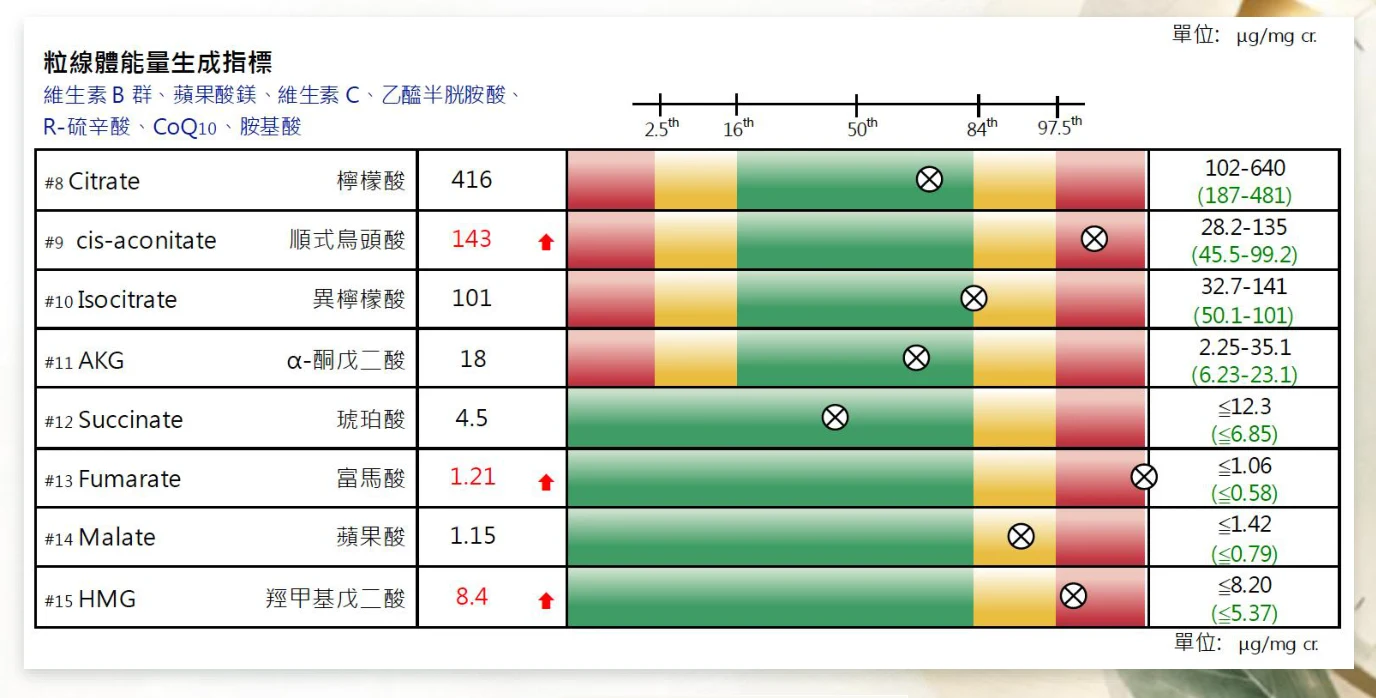 單位: μg/mg cr.
粒線體能量生成指標
維生素 B 群、蘋果酸鎂、維生素 C、乙醯半胱胺酸、
R-硫辛酸、CoQ10、胺基酸
2.5th 16th 50th 84th 97.5th
#8 Citrate 檸檬酸 416 102-640
(187-481)
#9 cis-aconitate 順式烏頭酸 143 28.2-135
(45.5-99.2)
#10 Isocitrate 異檸檬酸 101 32.7-141
(50.1-101)
#11 AKG α-酮戊二酸 18 2.25-35.1
(6.23-23.1)
#12 Succinate 琥珀酸 4.5 ≦12.3
(≦6.85)
#13 Fumarate 富馬酸 1.21 ≦1.06
(≦0.58)
#14 Malate 蘋果酸 1.15 ≦1.42
(≦0.79)
#15 HMG 羥甲基戊二酸 8.4 ≦8.20
(≦5.37)
單位: μg/mg cr.